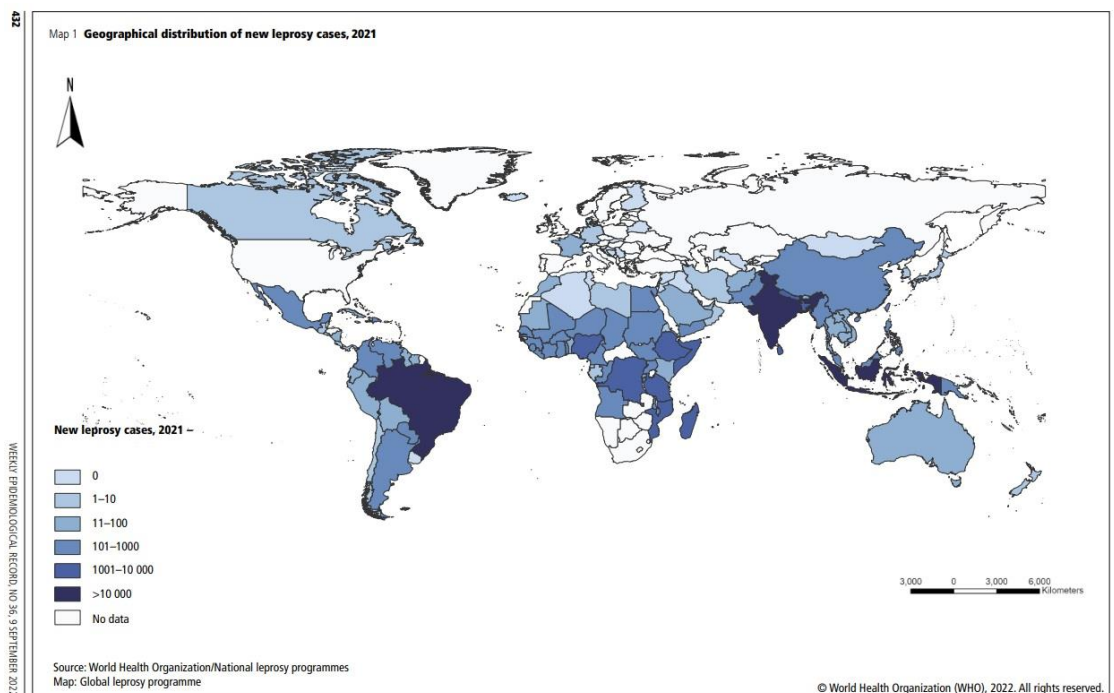 432
Map 1 Geographical distribution of new leprosy cases, 2021
N
New leprosy cases, 2021 –
0
1–10
11–100
101–1000
1001–10 000
>10 000
No data
3,000 0 3,000 6,000
Kilometers
Source: World Health Organization/National leprosy programmes
Map: Global leprosy programme
© World Health Organization (WHO), 2022. All rights reserved.
WEEKLY EPIDEMIOLOGICAL RECORD, NO 36, 9 SEPTEMBER 202